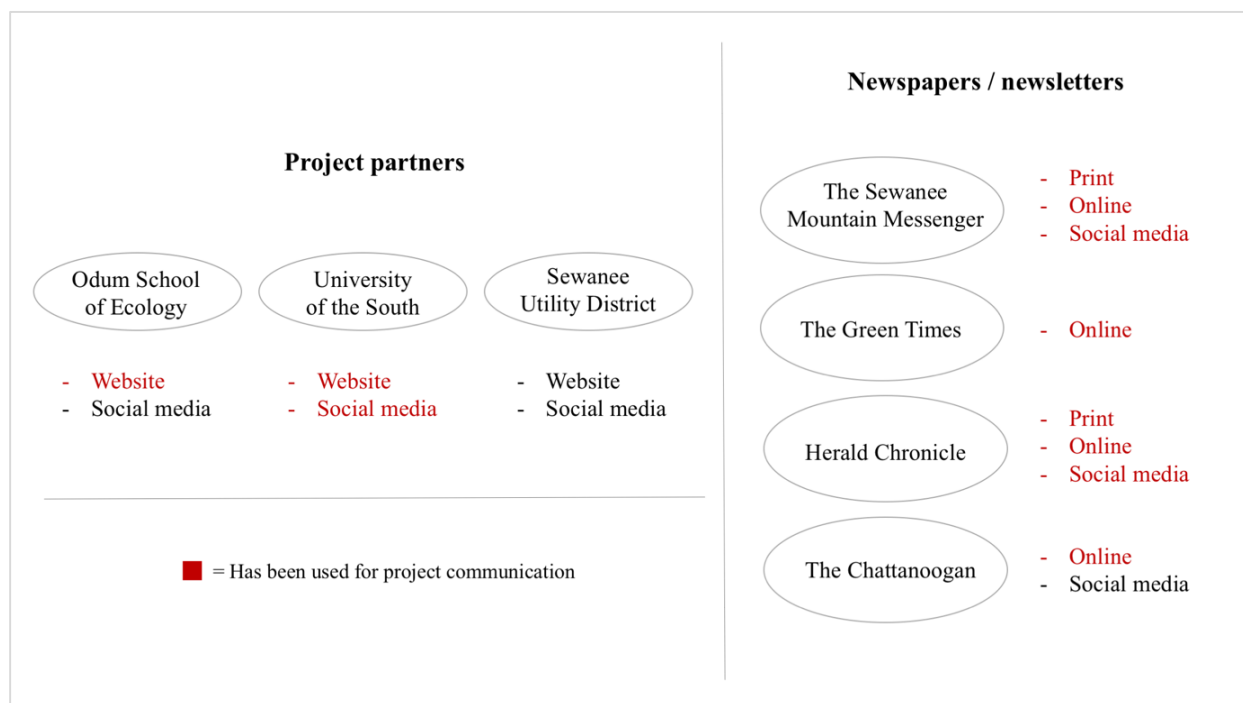 Project partners
Odum School
of Ecology
- Website
- Social media
University
of the South
- Website
- Social media
Sewanee
Utility District
- Website
- Social media
= Has been used for project communication
Newspapers / newsletters
The Sewanee
Mountain Messenger
- Print
- Online
- Social media
The Green Times
- Online
Herald Chronicle
- Print
- Online
- Social media
The Chattanoogan
- Online
- Social media